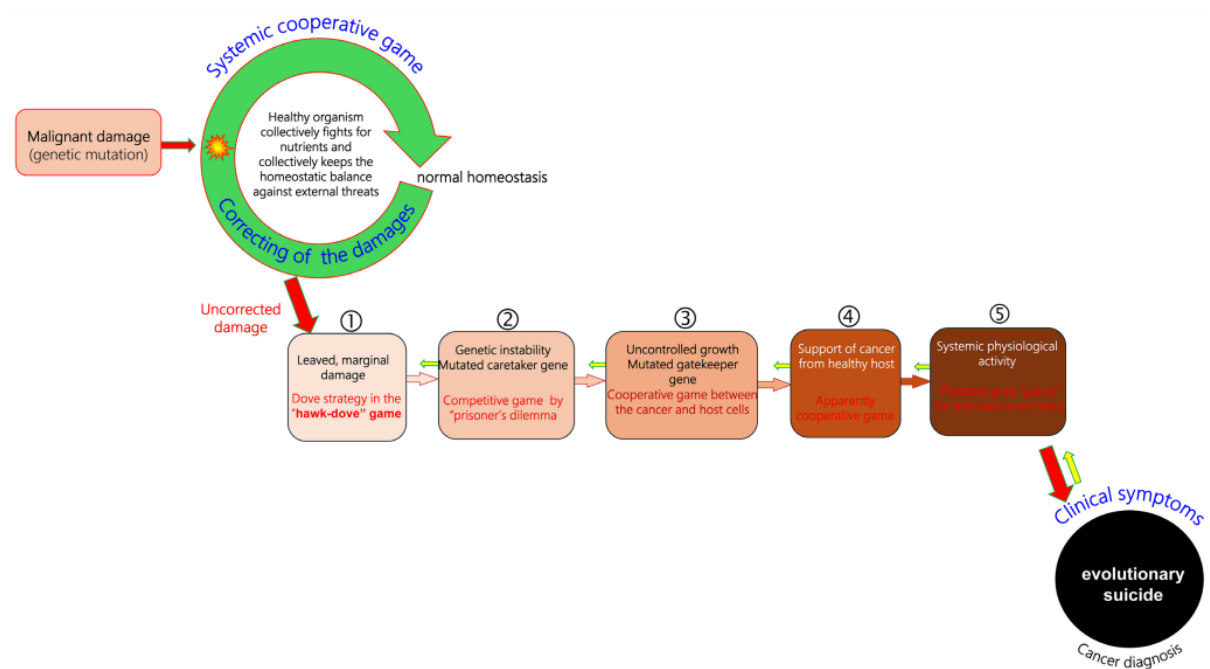 Systemic cooperative game
Malignant damage
(genetic mutation)
Healthy organism
collectively fights for
nutrients and
collectively keeps the
homeostatic balance
against external threats
normal homeostasis
Correcting of the damages
Uncorrected
damage
①
Leaved, marginal
damage
Dove strategy in the
"hawk-dove" game
②
Genetic instability
Mutated caretaker gene
Competitive game by
"prisoner's dilemma
③
Uncontrolled growth
Mutated gatekeeper
gene
Cooperative game between
the cancer and host cells
④
Support of cancer
from healthy host
Apparently
cooperative game
⑤
Systemic physiological
activity
Clinical symptoms
evolutionary
suicide
Cancer diagnosis